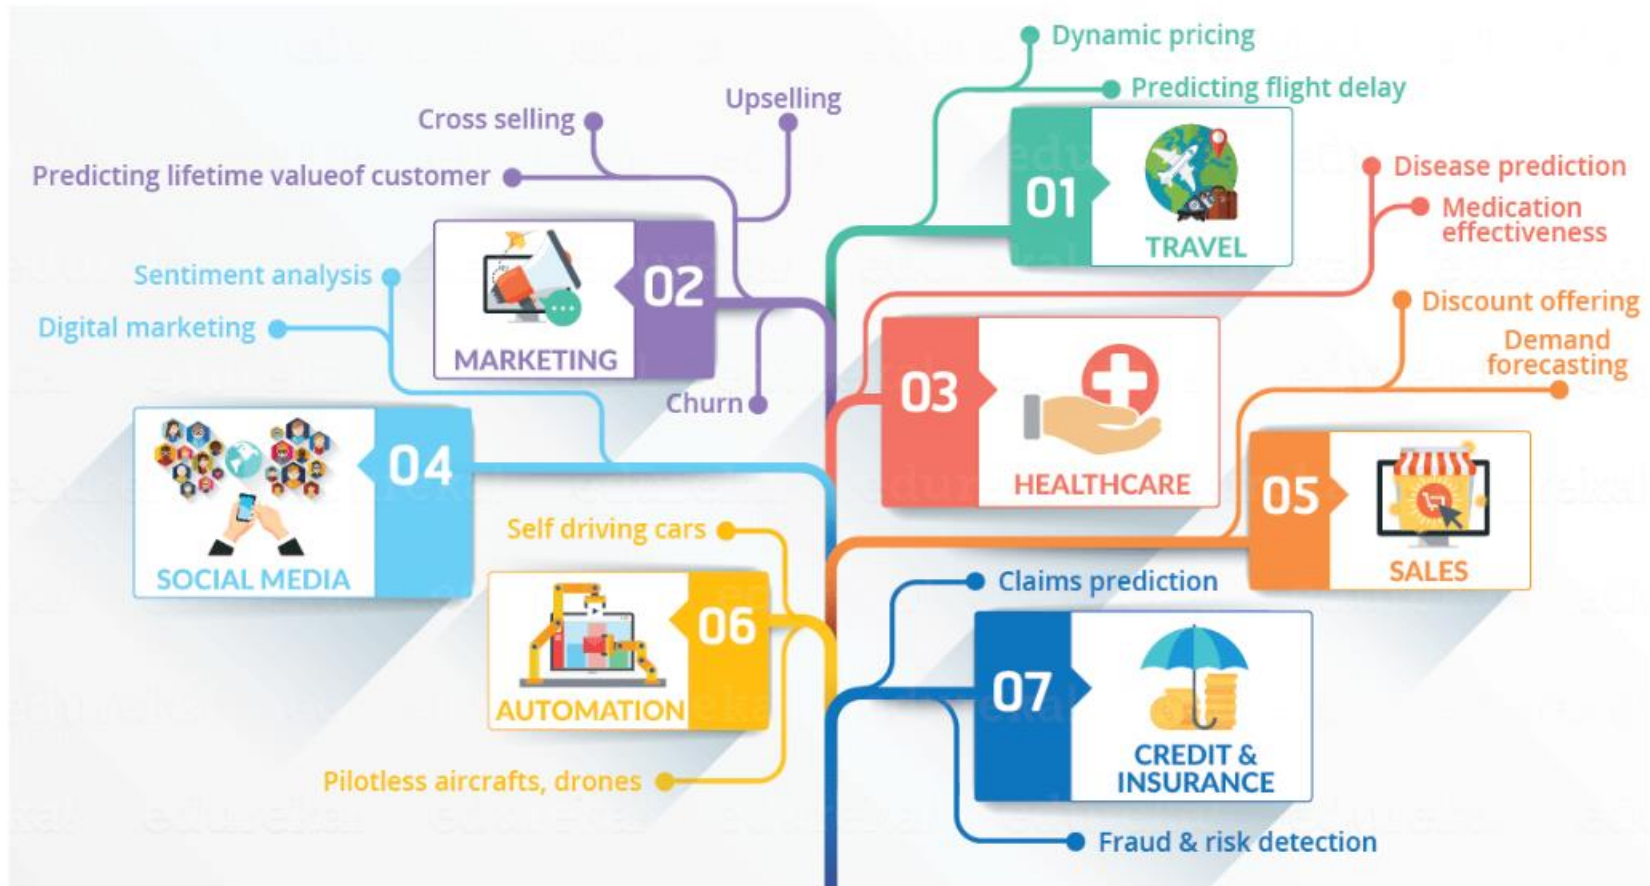 Dynamic pricing
Predicting flight delay
01
TRAVEL
Upselling
Cross selling
Predicting lifetime valueof customer
02
MARKETING
Churn
Disease prediction
Medication
effectiveness
03
HEALTHCARE
Sentiment analysis
Digital marketing
04
SOCIAL MEDIA
Discount offering
Demand
forecasting
05
SALES
Self driving cars
06
AUTOMATION
Pilotless aircrafts, drones
Claims prediction
07
CREDIT &
INSURANCE
Fraud & risk detection